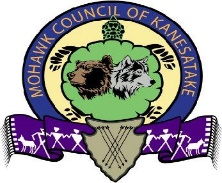 MOHAWK COUNCIL OF KANESATAKE